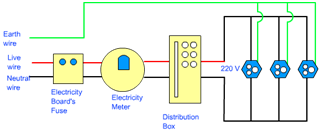 Earth
wire
Live
wire
Neutral
wire
Electricity
Board's
Fuse
Electricity
Meter
Distribution
Box
220 V